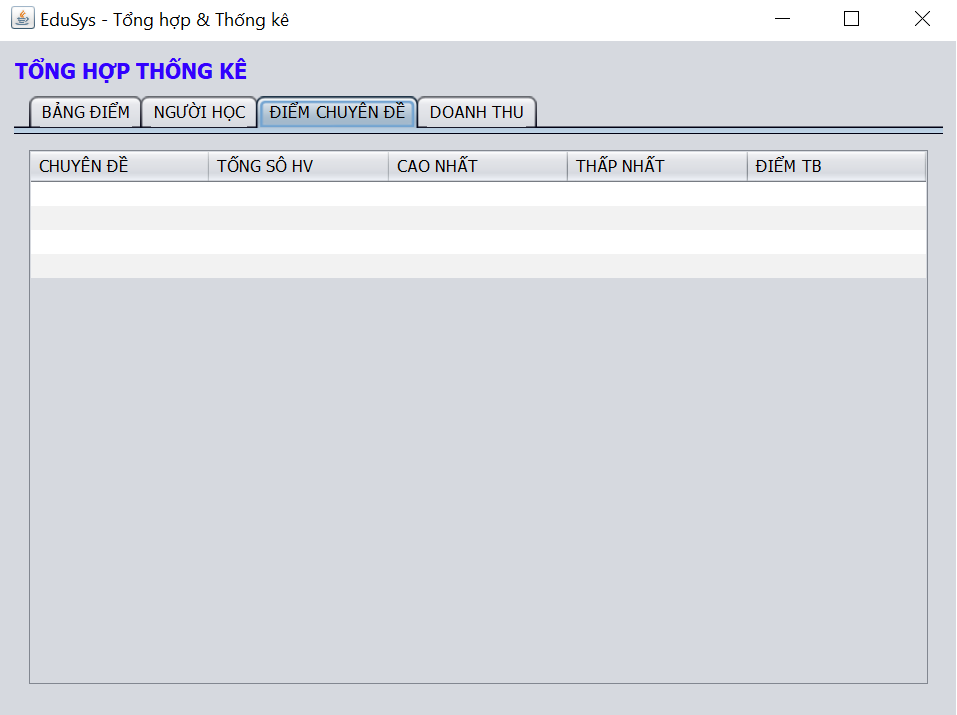 EduSys - Tổng hợp & Thống kê
TỔNG HỢP THỐNG KÊ
BẢNG ĐIỂM NGƯỜI HỌC ĐIỂM CHUYÊN ĐỀ DOANH THU
CHUYÊN ĐỀ TỔNG SÔ HV CAO NHẤT THẤP NHẤT ĐIỂM TB